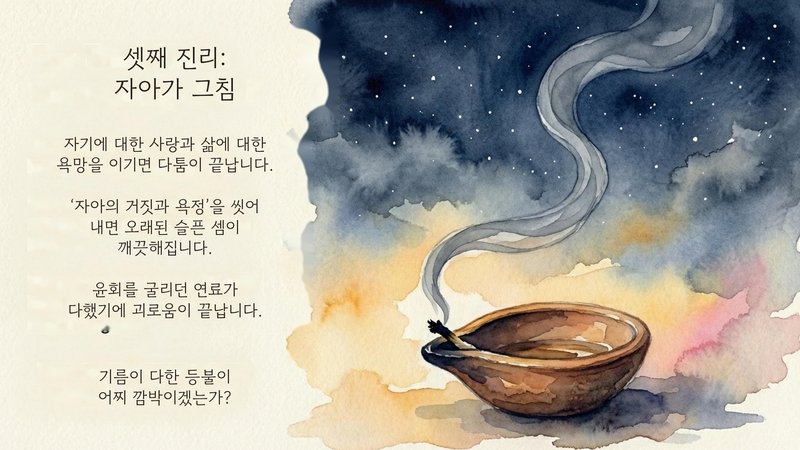 셋째 진리:
자아가 그침
자기에 대한 사랑과 삶에 대한
욕망을 이기면 다툼이 끝납니다.
‘자아의 거짓과 욕정’을 씻어
내면 오래된 슬픈 셈이
깨끗해집니다.
윤회를 굴리던 연료가
다했기에 괴로움이 끝납니다.
기름이 다한 등불이
어찌 깜박이겠는가?